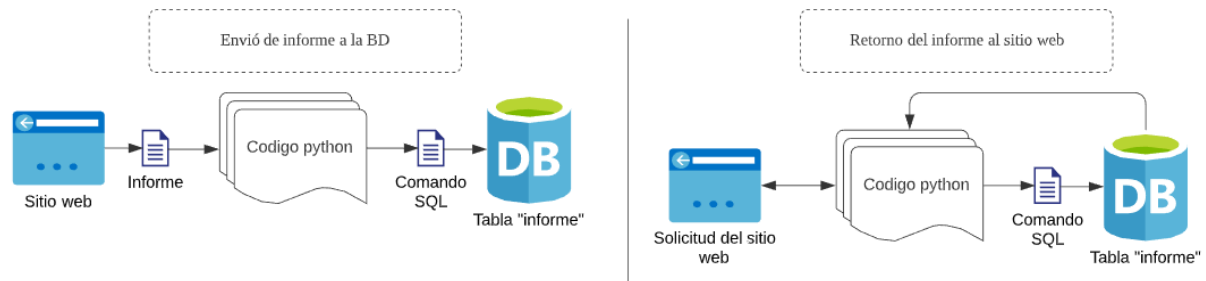 Envió de informe a la BD
Codigo python
DB
Sitio web
Informe
Comando
SQL
Tabla "informe"
Retorno del informe al sitio web
Codigo python
DB
Solicitud del sitio
web
Comando
SQL
Tabla "informe"